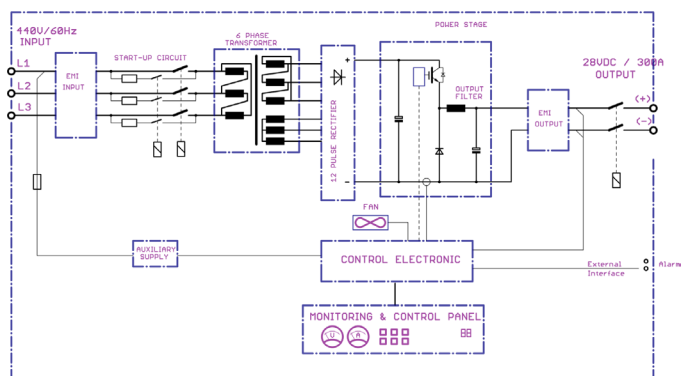 440V/60Hz
INPUT
L1
L2
L3
EMI
INPUT
START-UP CIRCUIT
6 PHASE
TRANSFORMER
12 PULSE RECTIFIER
+
-
POWER STAGE
OUTPUT
FILTER
28VDC / 300A
OUTPUT
EMI
OUTPUT
(+)
(-)
FAN
AUXILIARY
SUPPLY
CONTROL ELECTRONIC
External
Interface
Alarm
MONITORING & CONTROL PANEL
U
A